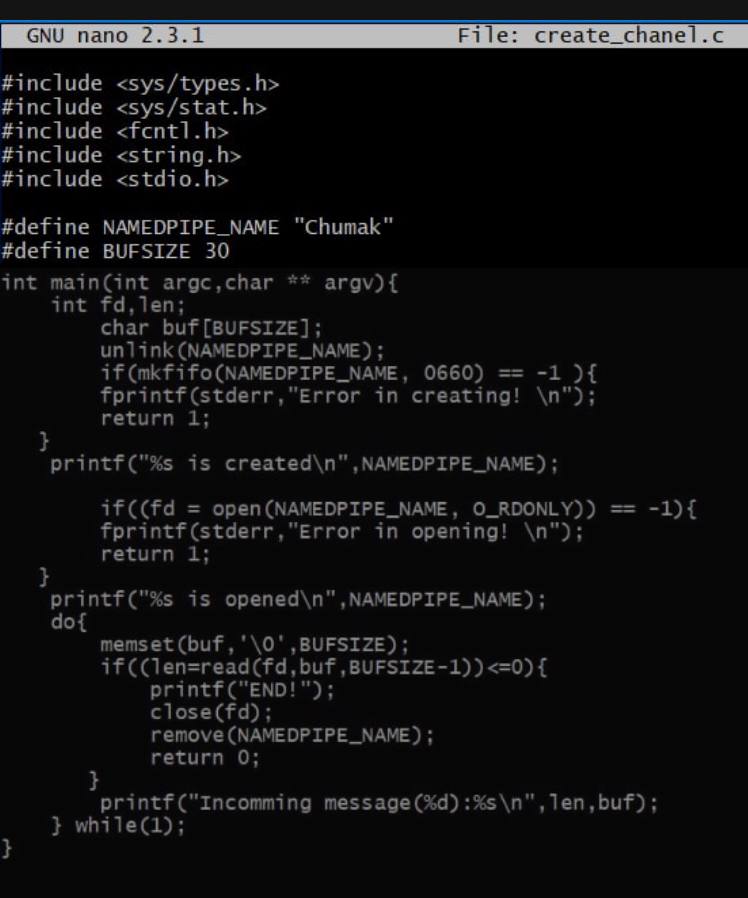 GNU nano 2.3.1 File: create_chanel.c
#include <sys/types.h>
#include <sys/stat.h>
#include <fcntl.h>
#include <string.h>
#include <stdio.h>
#define NAMEDPIPE_NAME "Chumak"
#define BUFSIZE 30
int main(int argc,char ** argv){
    int fd,len;
        char buf[BUFSIZE];
        unlink(NAMEDPIPE_NAME);
        if(mkfifo(NAMEDPIPE_NAME, 0660) == -1 ){
        fprintf(stderr,"Error in creating! \n");
        return 1;
   }
    printf("%s is created\n",NAMEDPIPE_NAME);
        if((fd = open(NAMEDPIPE_NAME, O_RDONLY)) == -1){
        fprintf(stderr,"Error in opening! \n");
        return 1;
   }
    printf("%s is opened\n",NAMEDPIPE_NAME);
    do{
        memset(buf,'\0',BUFSIZE);
        if((len=read(fd,buf,BUFSIZE-1))<=0){
            printf("END!");
            close(fd);
            remove(NAMEDPIPE_NAME);
            return 0;
       }
        printf("Incomming message(%d):%s\n",len,buf);
    } while(1);
}